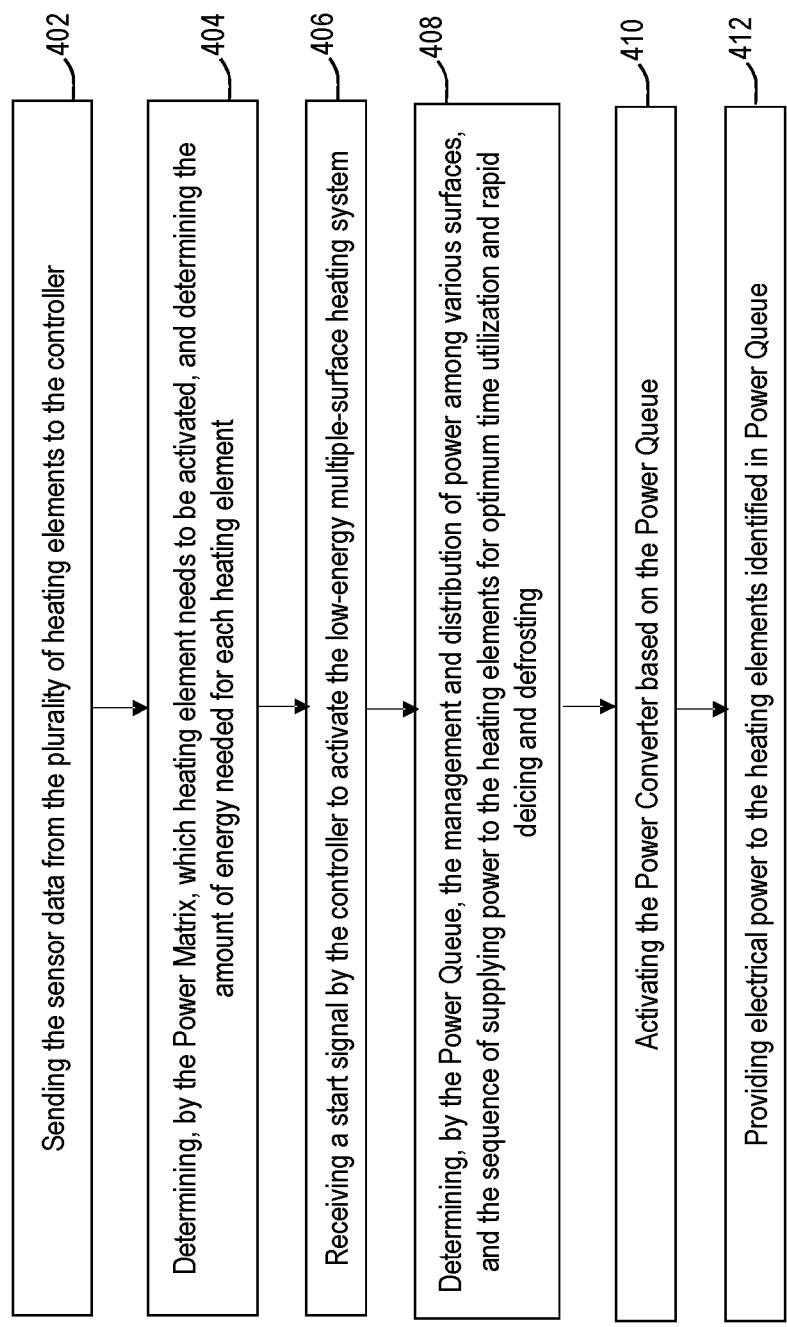 402
Sending the sensor data from the plurality of heating elements to the controller
404
Determining, by the Power Matrix, which heating element needs to be activated, and determining the
amount of energy needed for each heating element
406
Receiving a start signal by the controller to activate the low-energy multiple-surface heating system
408
Determining, by the Power Queue, the management and distribution of power among various surfaces,
and the sequence of supplying power to the heating elements for optimum time utilization and rapid
deicing and defrosting
410
Activating the Power Converter based on the Power Queue
412
Providing electrical power to the heating elements identified in Power Queue